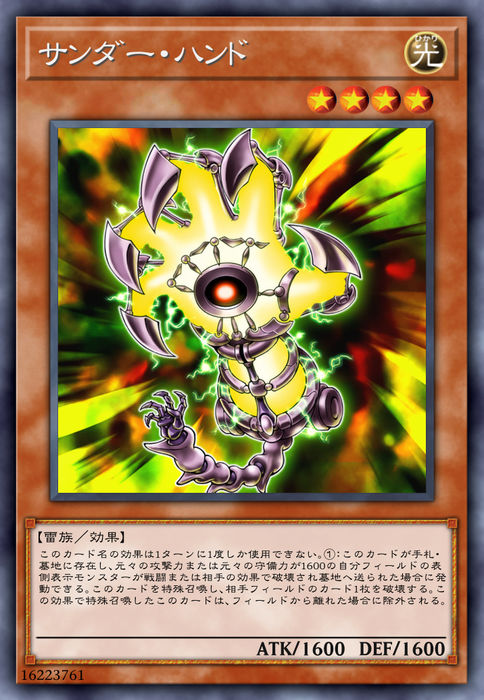 サンダー・ハンド
ひかり
光
【雷族／効果】
このカード名の効果は1ターンに1度しか使用できない。①：このカードが手札・
墓地に存在し、元々の攻撃力または元々の守備力が1600の自分フィールドの表
側表示モンスターが戦闘または相手の効果で破壊され墓地へ送られた場合に発
動できる。このカードを特殊召喚し、相手フィールドのカード1枚を破壊する。こ
の効果で特殊召喚したこのカードは、フィールドから離れた場合に除外される。
ATK/1600 DEF/1600
16223761